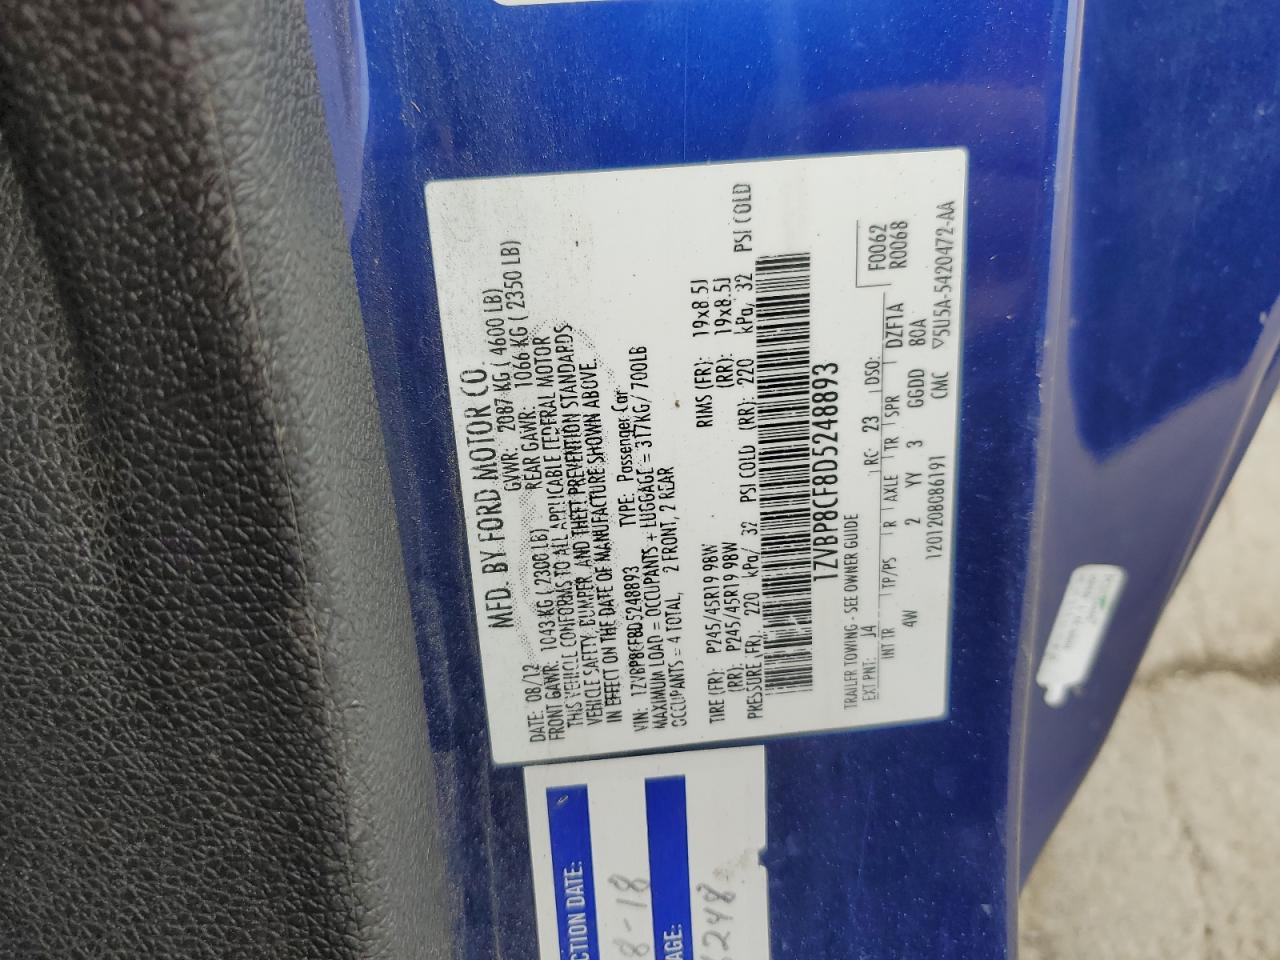 MFD. BY FORD MOTOR CO.
DATE: 08/12 GVWR: 2087 KG ( 4600 LB)
FRONT GAWR: 1043 KG ( 2300 LB) REAR GAWR: 1066 KG ( 2350 LB)
THIS VEHICLE CONFORMS TO ALL APPLICABLE FEDERAL MOTOR
VEHICLE SAFETY, BUMPER, AND THEFT PREVENTION STANDARDS
IN EFFECT ON THE DATE OF MANUFACTURE SHOWN ABOVE.
VIN: 1ZVBP8CF8D5248893 TYPE: Passenger Car
MAXIMUM LOAD = OCCUPANTS + LUGGAGE = 317KG/ 700LB
OCCUPANTS = 4 TOTAL, 2 FRONT, 2 REAR
TIRE (FR): P245/45R19 98W RIMS (FR): 19x8.5J
(RR): P245/45R19 98W (RR): 19x8.5J
PRESSURE (FR): 220 kPa/ 32 PSI COLD (RR): 220 kPa/ 32 PSI COLD
1ZVBP8CF8D5248893
TRAILER TOWING - SEE OWNER GUIDE
EXT PNT: J4 RC: 23 DSO: F0062
INT TR TP/PS R AXLE TR SPR DZF1A R0068
4W 2 YY 3 GGDD 80A
1201208086191 CMC ▽5U5A-5420472-AA
CTION DATE:
8-18
AGE:
248